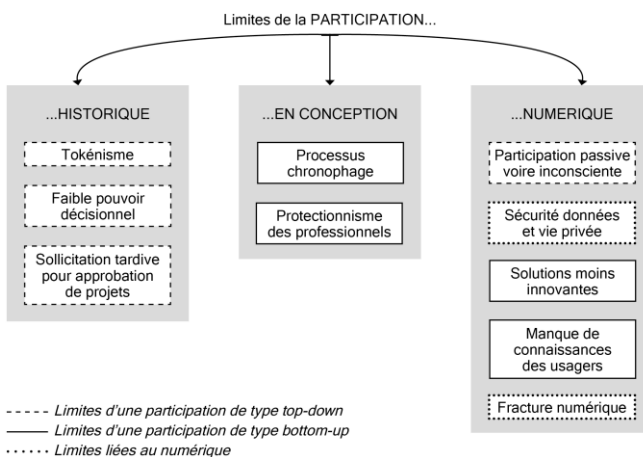 Limites de la PARTICIPATION...
...HISTORIQUE
Tokénisme
Faible pouvoir
décisionnel
Sollicitation tardive
pour approbation
de projets
...EN CONCEPTION
Processus
chronophage
Protectionnisme
des professionnels
...NUMERIQUE
Participation passive
voire inconsciente
Sécurité données
et vie privée
Solutions moins
innovantes
Manque de
connaissances
des usagers
Fracture numérique
Limites d'une participation de type top-down
Limites d'une participation de type bottom-up
Limites liées au numérique